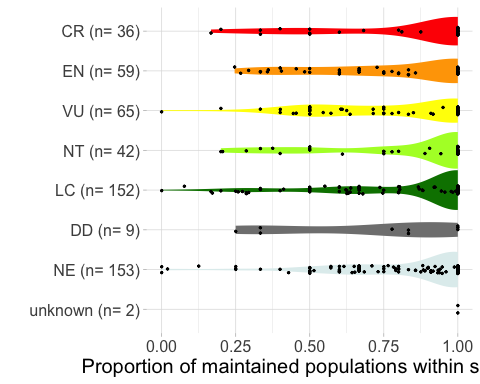 CR (n= 36)
EN (n= 59)
VU (n= 65)
NT (n= 42)
LC (n= 152)
DD (n= 9)
NE (n= 153)
unknown (n= 2)
0.00 0.25 0.50 0.75 1.00
Proportion of maintained populations within s